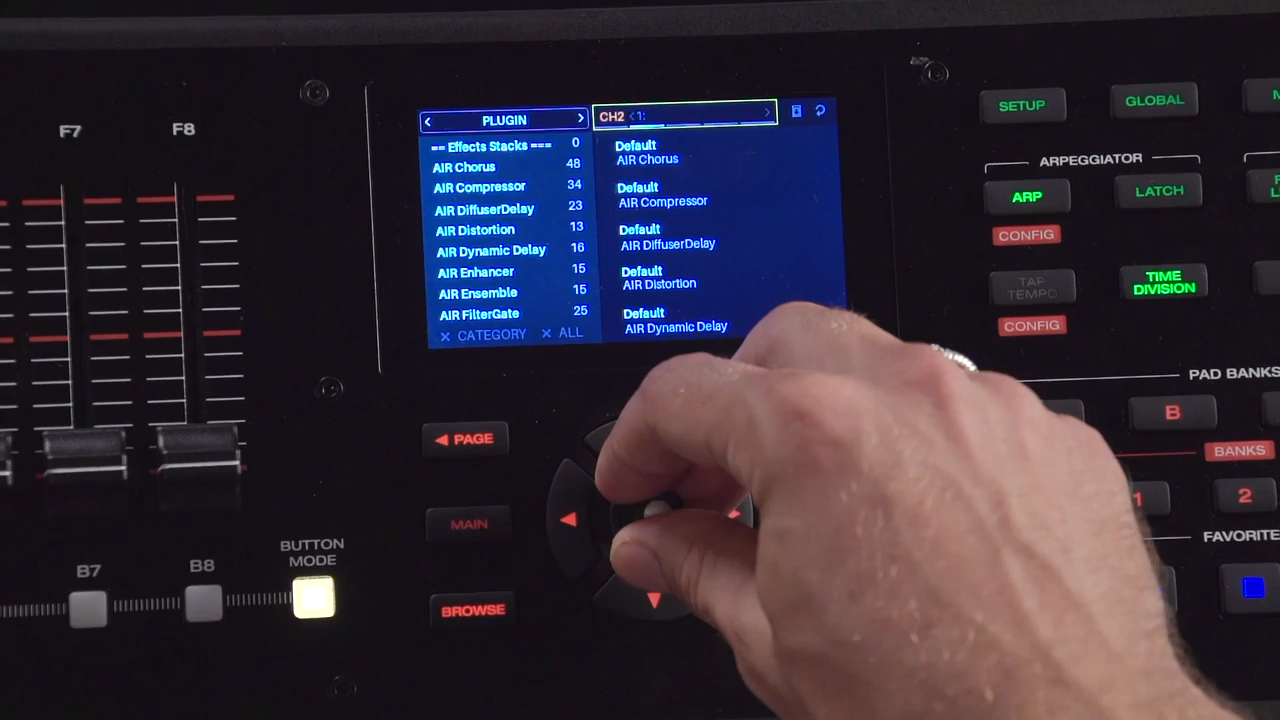 F7
F8
< PLUGIN >
CH2 <1: >
== Effects Stacks === 0
AIR Chorus 48
AIR Compressor 34
AIR DiffuserDelay 23
AIR Distortion 13
AIR Dynamic Delay 16
AIR Enhancer 15
AIR Ensemble 15
AIR FilterGate 25
× CATEGORY × ALL
Default
AIR Chorus
Default
AIR Compressor
Default
AIR DiffuserDelay
Default
AIR Distortion
Default
AIR Dynamic Delay
SETUP
GLOBAL
ARPEGGIATOR
ARP
LATCH
CONFIG
TAP
TEMPO
TIME
DIVISION
CONFIG
PAD BANKS
B
BANKS
1
2
FAVORITE
◀ PAGE
MAIN
BROWSE
BUTTON
MODE
B7
B8